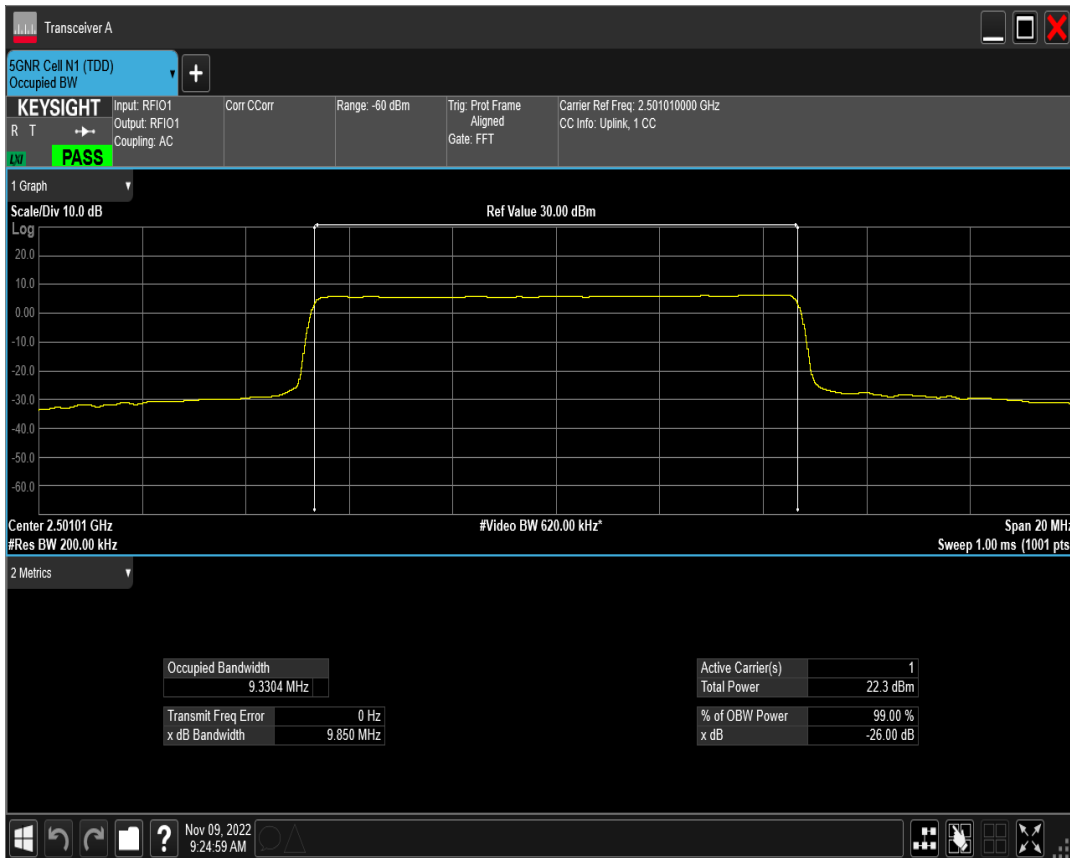 Transceiver A
5GNR Cell N1 (TDD)
Occupied BW
+
KEYSIGHT
R T
LXI
PASS
Input: RFIO1
Output: RFIO1
Coupling: AC
Corr CCorr
Range: -60 dBm
Trig: Prot Frame
Aligned
Gate: FFT
Carrier Ref Freq: 2.501010000 GHz
CC Info: Uplink, 1 CC
1 Graph
Scale/Div 10.0 dB
Ref Value 30.00 dBm
Log
20.0
10.0
0.00
-10.0
-20.0
-30.0
-40.0
-50.0
-60.0
Center 2.50101 GHz
#Video BW 620.00 kHz*
Span 20 MHz
#Res BW 200.00 kHz
Sweep 1.00 ms (1001 pts
2 Metrics
Occupied Bandwidth
9.3304 MHz
Transmit Freq Error 0 Hz
x dB Bandwidth 9.850 MHz
Active Carrier(s) 1
Total Power 22.3 dBm
% of OBW Power 99.00 %
x dB -26.00 dB
?
Nov 09, 2022
9:24:59 AM